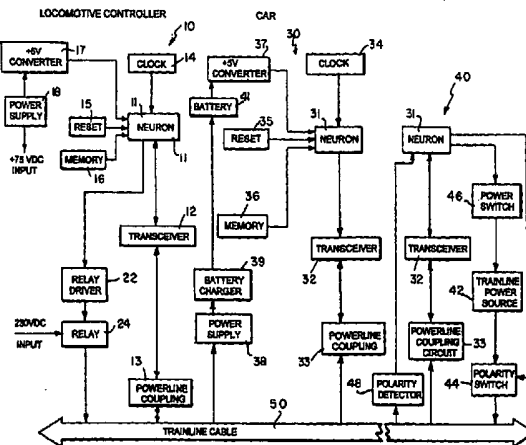 LOCOMOTIVE CONTROLLER
CAR
10
17
+5V
CONVERTER
CLOCK
14
18
POWER
SUPPLY
+75 VDC
INPUT
15
RESET
11
NEURON
11
MEMORY
16
12
TRANSCEIVER
RELAY
DRIVER
22
230VDC
INPUT
RELAY
24
13
POWERLINE
COUPLING
37
+5V
CONVERTER
BATTERY
41
30
CLOCK
34
35
RESET
31
NEURON
36
MEMORY
TRANSCEIVER
32
39
BATTERY
CHARGER
POWER
SUPPLY
38
POWERLINE
COUPLING
33
40
31
NEURON
46
POWER
SWITCH
TRANSCEIVER
32
42
TRAINLINE
POWER
SOURCE
POWERLINE
COUPLING
CIRCUIT
33
48
POLARITY
DETECTOR
44
POLARITY
SWITCH
50
TRAINLINE CABLE